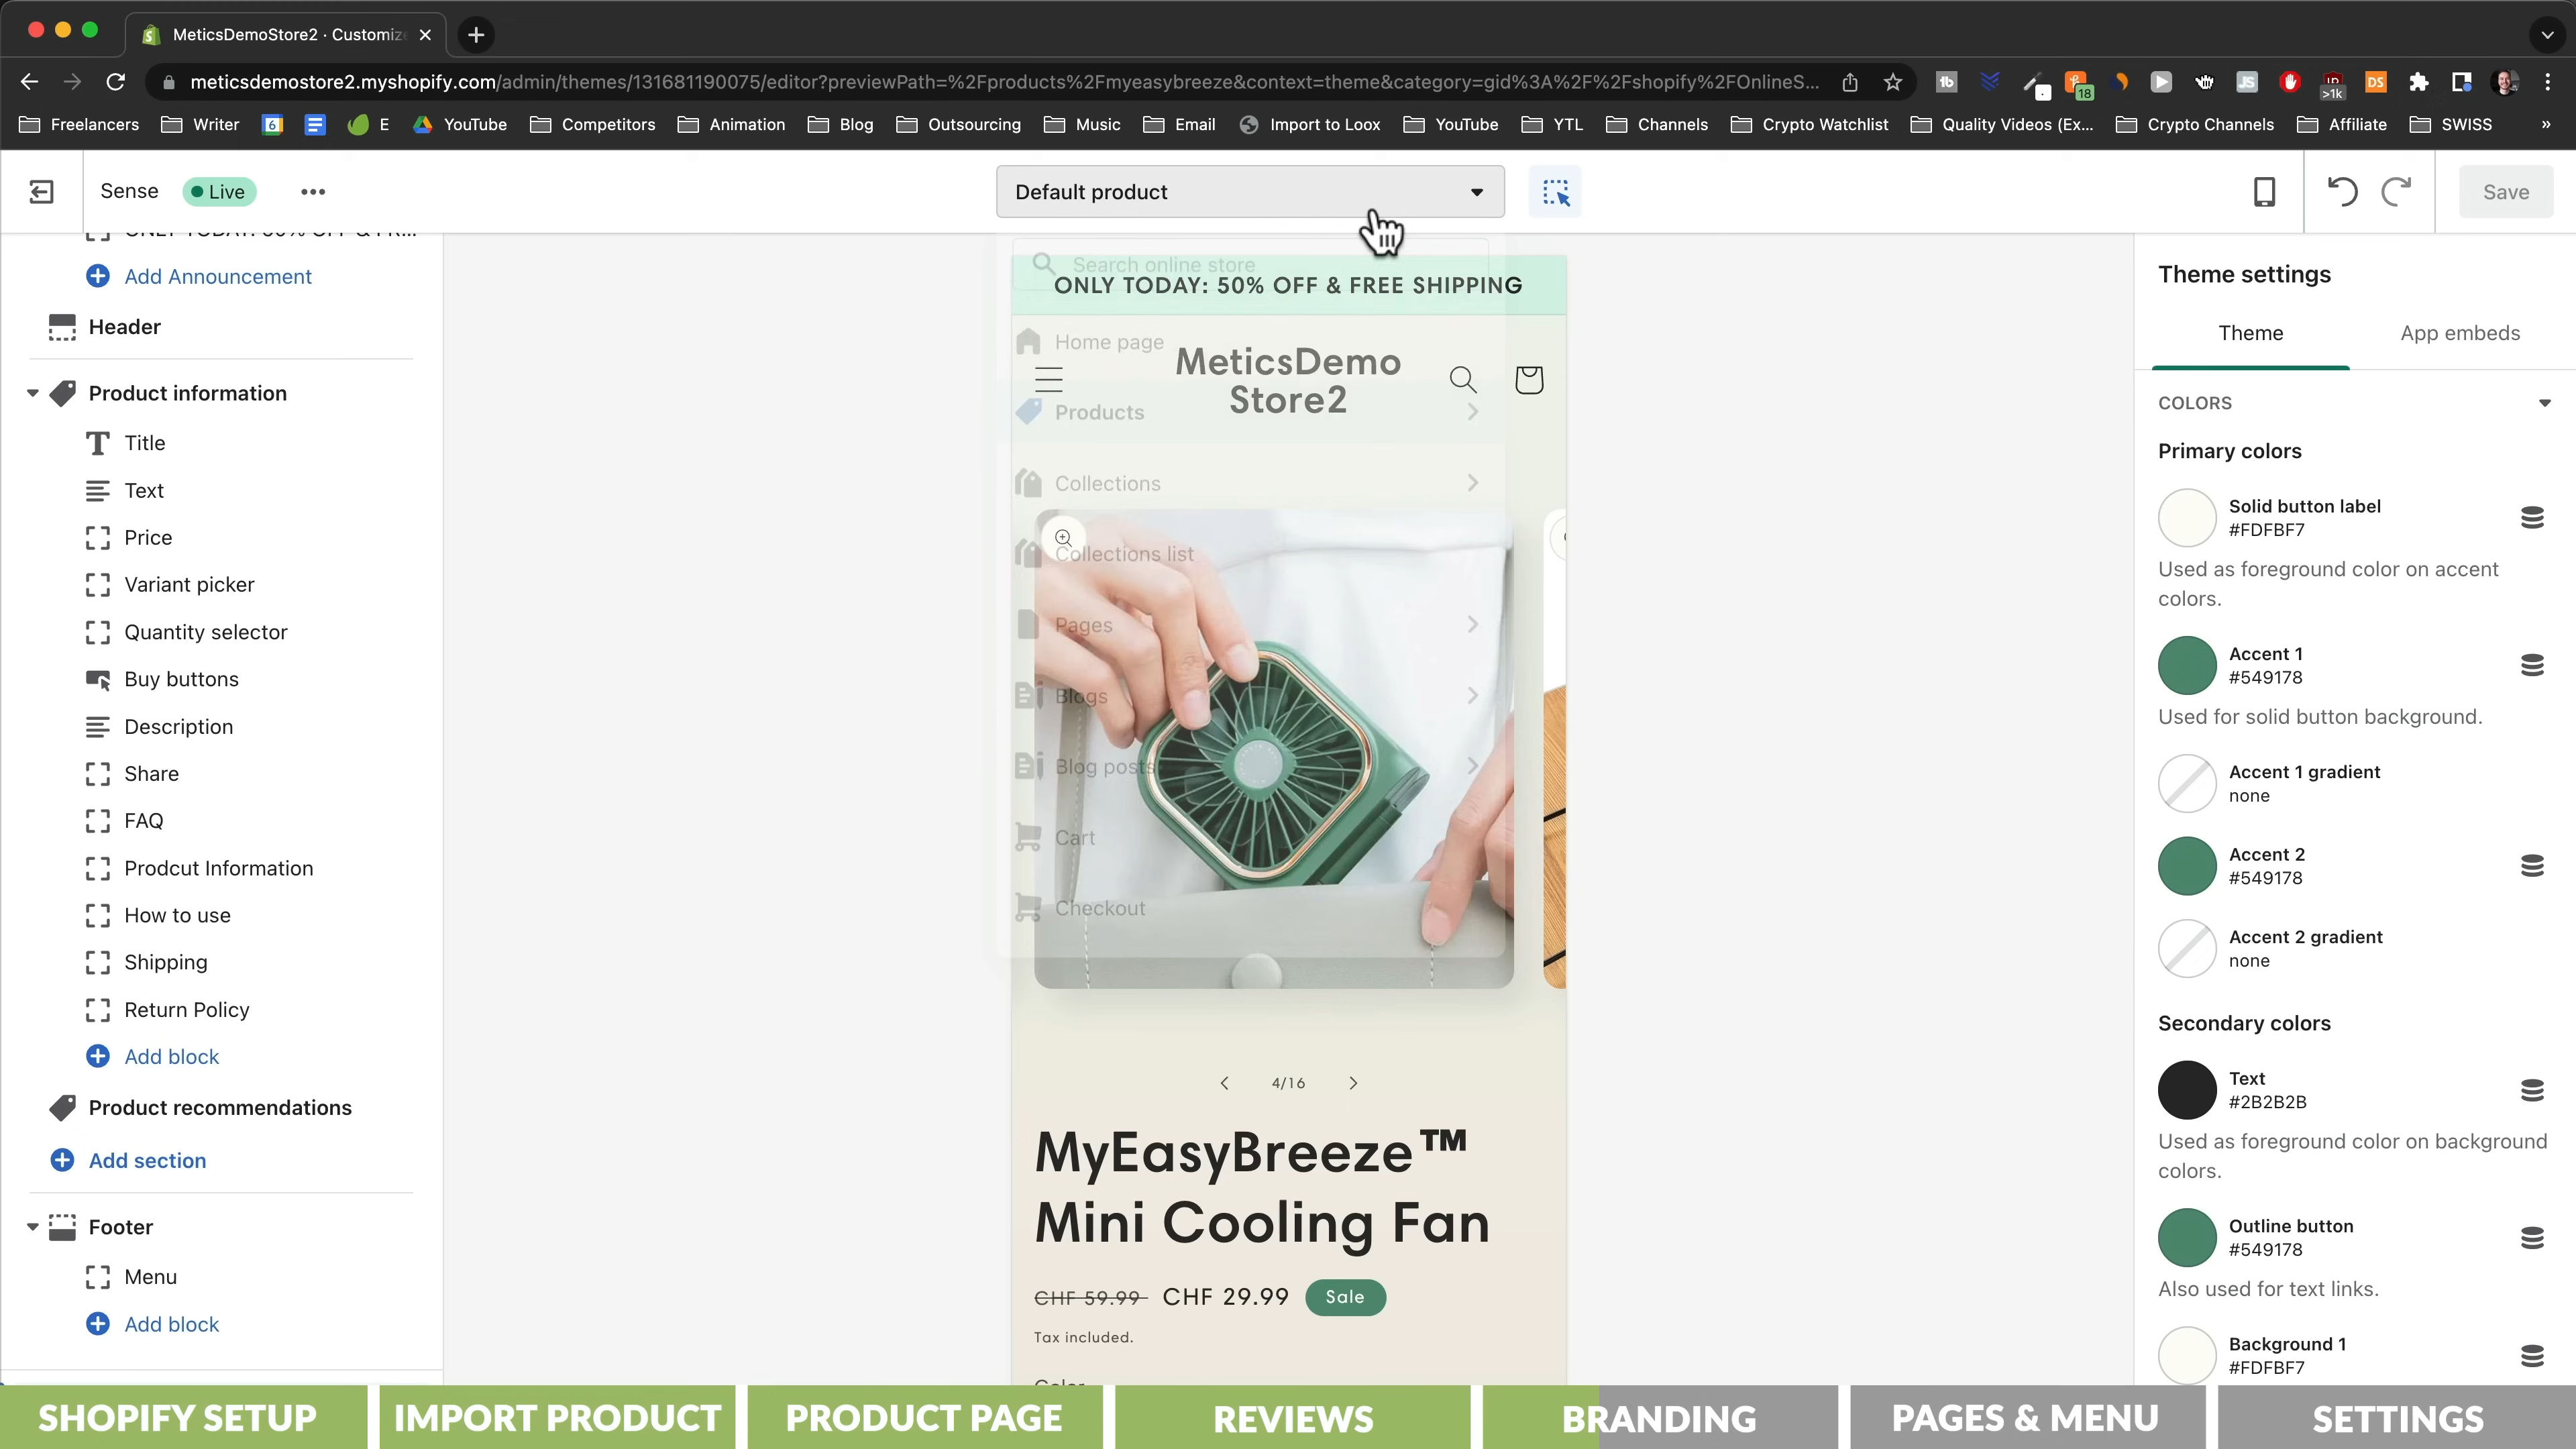 MeticsDemoStore2 · Customize
meticsdemostore2.myshopify.com/admin/themes/131681190075/editor?previewPath=%2Fproducts%2Fmyeasybreeze&context=theme&category=gid%3A%2F%2Fshopify%2FOnlineS...
18
>1k
DS
JS
Freelancers
Writer
6
E
YouTube
Competitors
Animation
Blog
Outsourcing
Music
Email
Import to Loox
YouTube
YTL
Channels
Crypto Watchlist
Quality Videos (Ex...
Crypto Channels
Affiliate
SWISS
»
Sense
Live
Default product
Save
Add Announcement
Header
Product information
Title
Text
Price
Variant picker
Quantity selector
Buy buttons
Description
Share
FAQ
Prodcut Information
How to use
Shipping
Return Policy
Add block
Product recommendations
Add section
Footer
Menu
Add block
Search online store
ONLY TODAY: 50% OFF & FREE SHIPPING
Home page
MeticsDemo
Store2
Products
Collections
Collections list
Pages
Blogs
Blog posts
Cart
Checkout
4/16
MyEasyBreeze™
Mini Cooling Fan
CHF 59.99 CHF 29.99 Sale
Tax included.
Theme settings
Theme
App embeds
COLORS
Primary colors
Solid button label
#FDFBF7
Used as foreground color on accent
colors.
Accent 1
#549178
Used for solid button background.
Accent 1 gradient
none
Accent 2
#549178
Accent 2 gradient
none
Secondary colors
Text
#2B2B2B
Used as foreground color on background
colors.
Outline button
#549178
Also used for text links.
Background 1
#FDFBF7
SHOPIFY SETUP
IMPORT PRODUCT
PRODUCT PAGE
REVIEWS
BRANDING
PAGES & MENU
SETTINGS